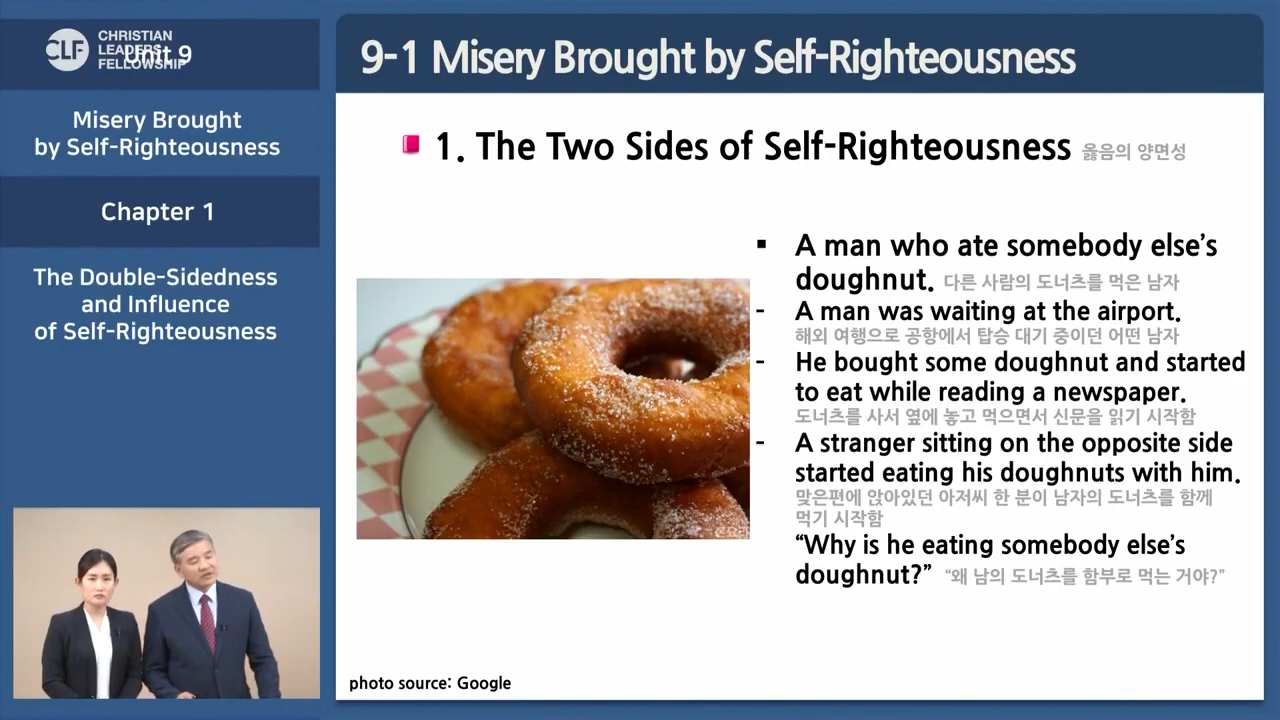 CLF
CHRISTIAN
LEADERS
FELLOWSHIP
Unit 9
Misery Brought
by Self-Righteousness
Chapter 1
The Double-Sidedness
and Influence
of Self-Righteousness
9-1 Misery Brought by Self-Righteousness
1. The Two Sides of Self-Righteousness 옳음의 양면성
▪ A man who ate somebody else’s
doughnut. 다른 사람의 도너츠를 먹은 남자
- A man was waiting at the airport.
해외 여행으로 공항에서 탑승 대기 중이던 어떤 남자
- He bought some doughnut and started
to eat while reading a newspaper.
도너츠를 사서 옆에 놓고 먹으면서 신문을 읽기 시작함
- A stranger sitting on the opposite side
started eating his doughnuts with him.
맞은편에 앉아있던 아저씨 한 분이 남자의 도너츠를 함께
먹기 시작함
“Why is he eating somebody else’s
doughnut?” “왜 남의 도너츠를 함부로 먹는 거야?”
photo source: Google